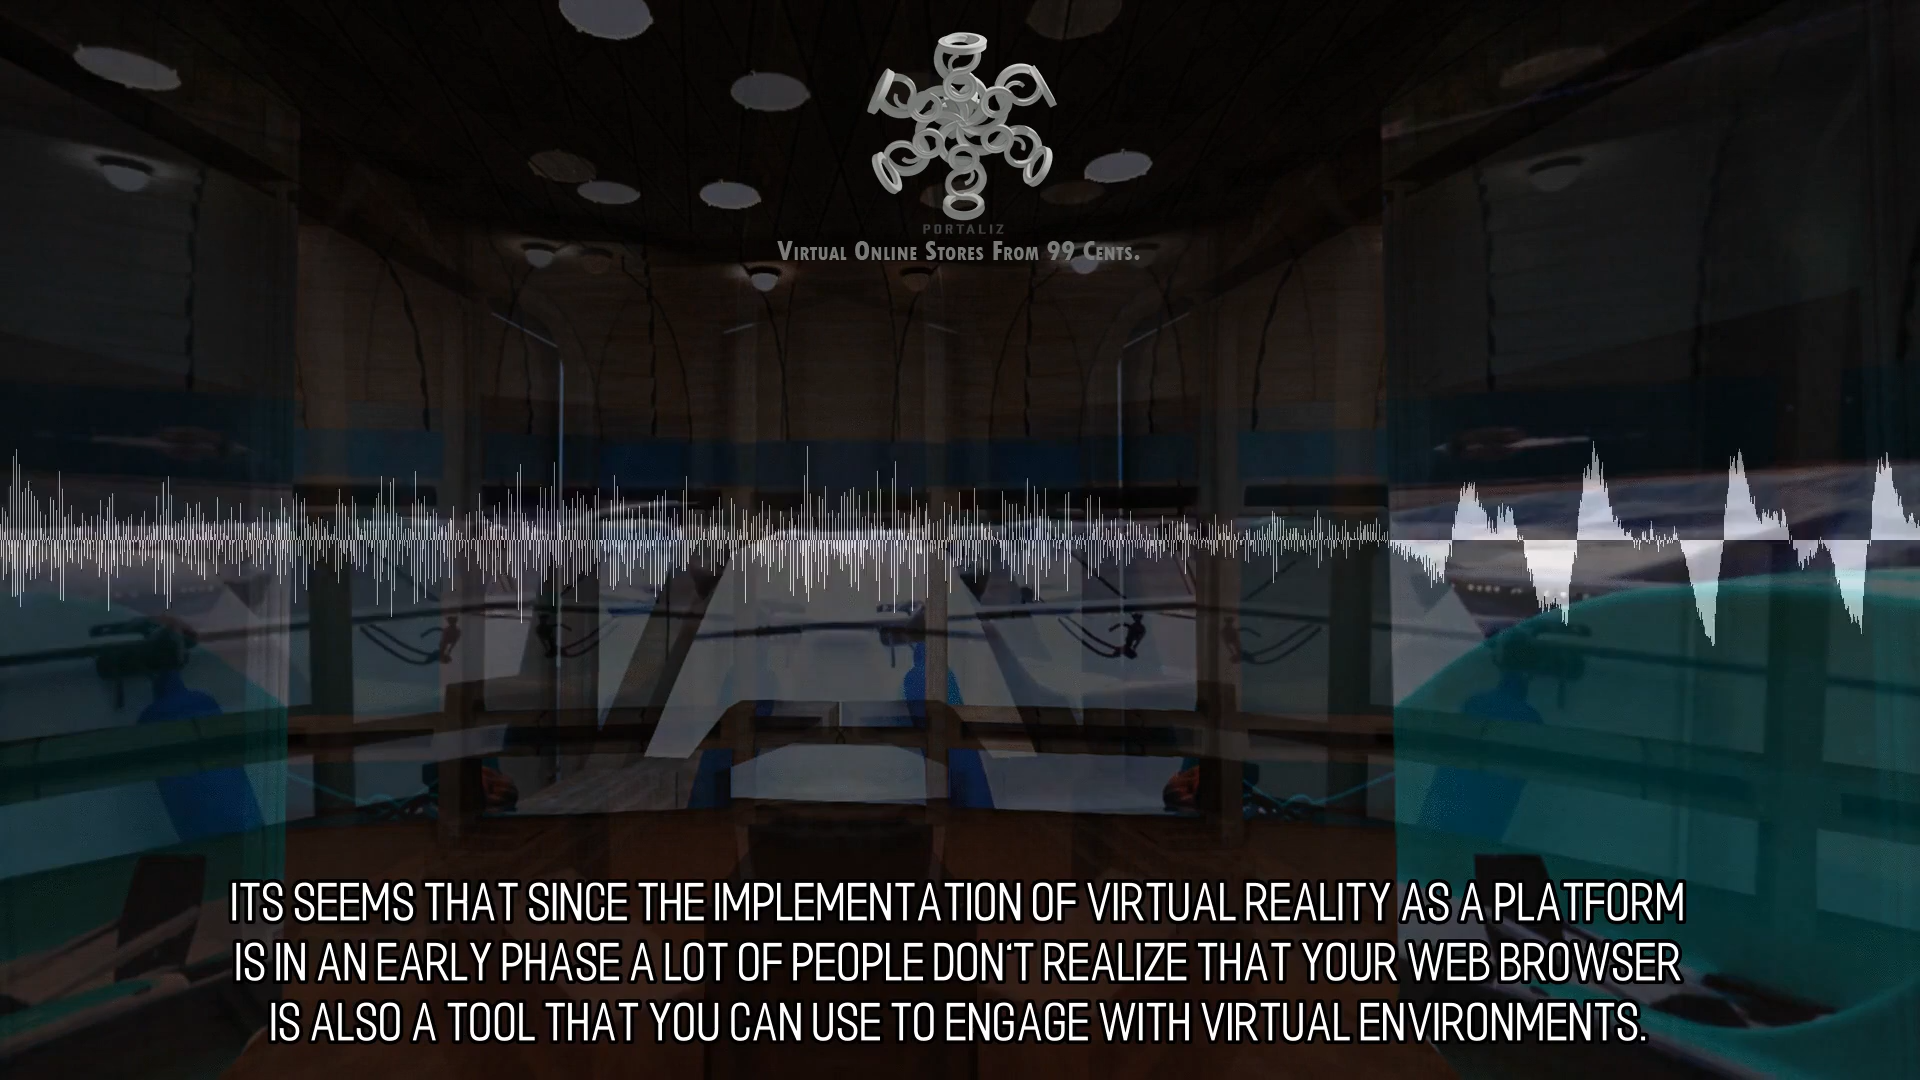 PORTALIZ
Virtual Online Stores From 99 Cents.
ITS SEEMS THAT SINCE THE IMPLEMENTATION OF VIRTUAL REALITY AS A PLATFORM
IS IN AN EARLY PHASE A LOT OF PEOPLE DON'T REALIZE THAT YOUR WEB BROWSER
IS ALSO A TOOL THAT YOU CAN USE TO ENGAGE WITH VIRTUAL ENVIRONMENTS.